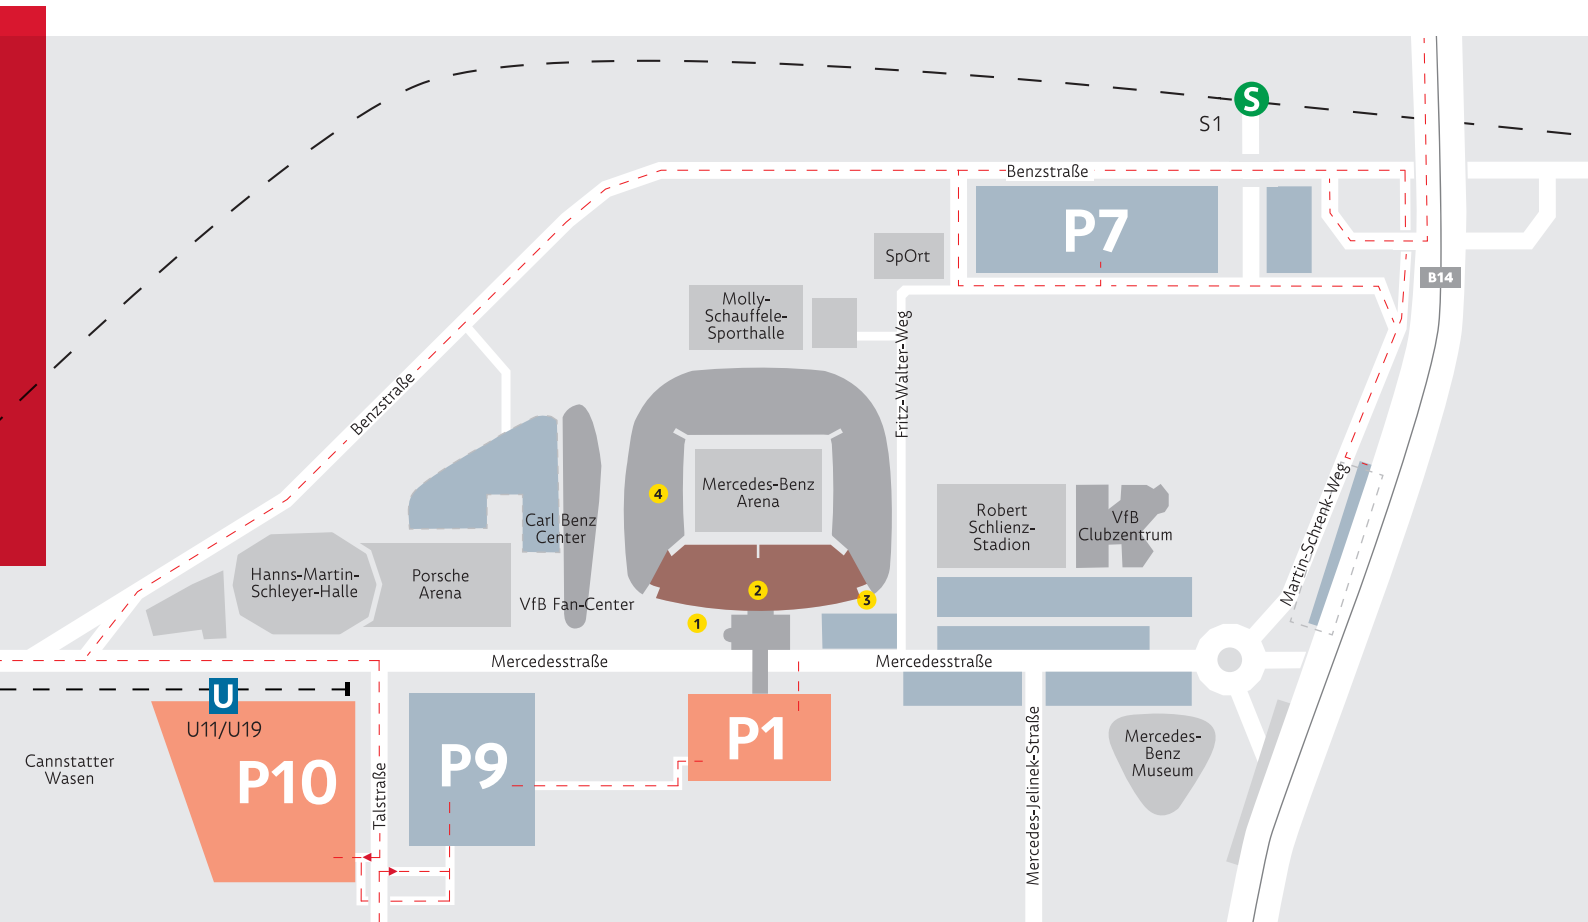 S
S1
Benzstraße
P7
SpOrt
B14
Molly-
Schauffele-
Sporthalle
Fritz-Walter-Weg
Benzstraße
Mercedes-Benz
Arena
4
Carl Benz
Center
Robert
Schlienz-
Stadion
VfB
Clubzentrum
Martin-Schrenk-Weg
Hanns-Martin-
Schleyer-Halle
Porsche
Arena
VfB Fan-Center
2
3
1
Mercedesstraße
Mercedesstraße
U
U11/U19
Cannstatter
Wasen
P10
Talstraße
P9
P1
Mercedes-Jelinek-Straße
Mercedes-
Benz
Museum